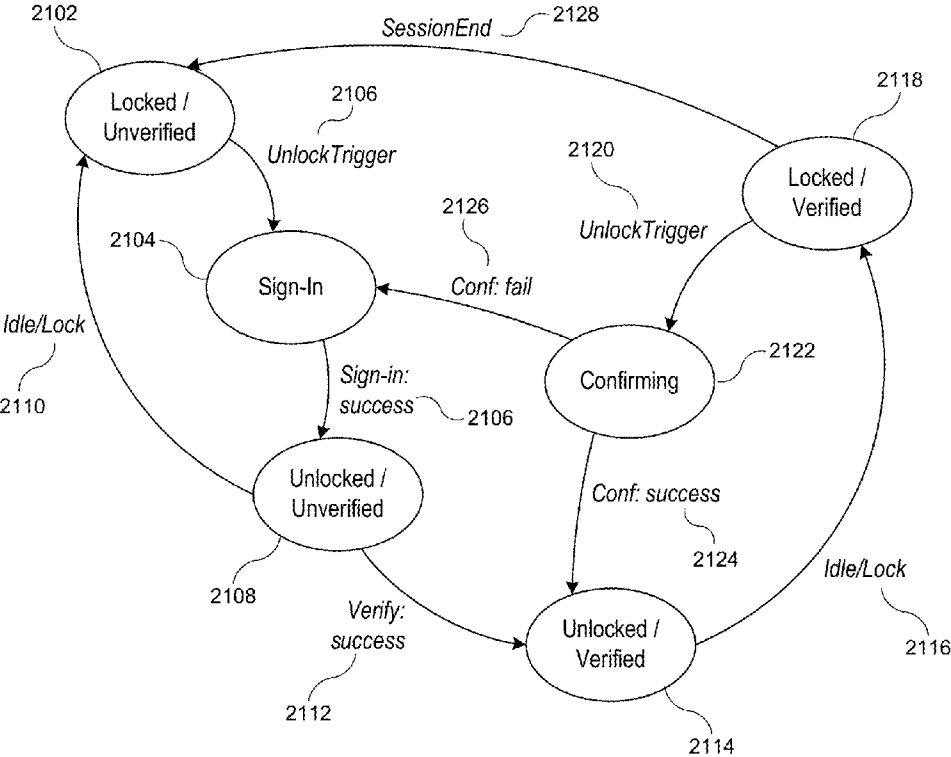 2102
SessionEnd
2128
Locked /
Unverified
2106
UnlockTrigger
2118
Locked /
Verified
2120
UnlockTrigger
2126
Conf: fail
2104
Sign-In
Idle/Lock
2110
Confirming
2122
Sign-in:
success
2106
Unlocked /
Unverified
2108
Conf: success
2124
Idle/Lock
2116
Verify:
success
2112
Unlocked /
Verified
2114